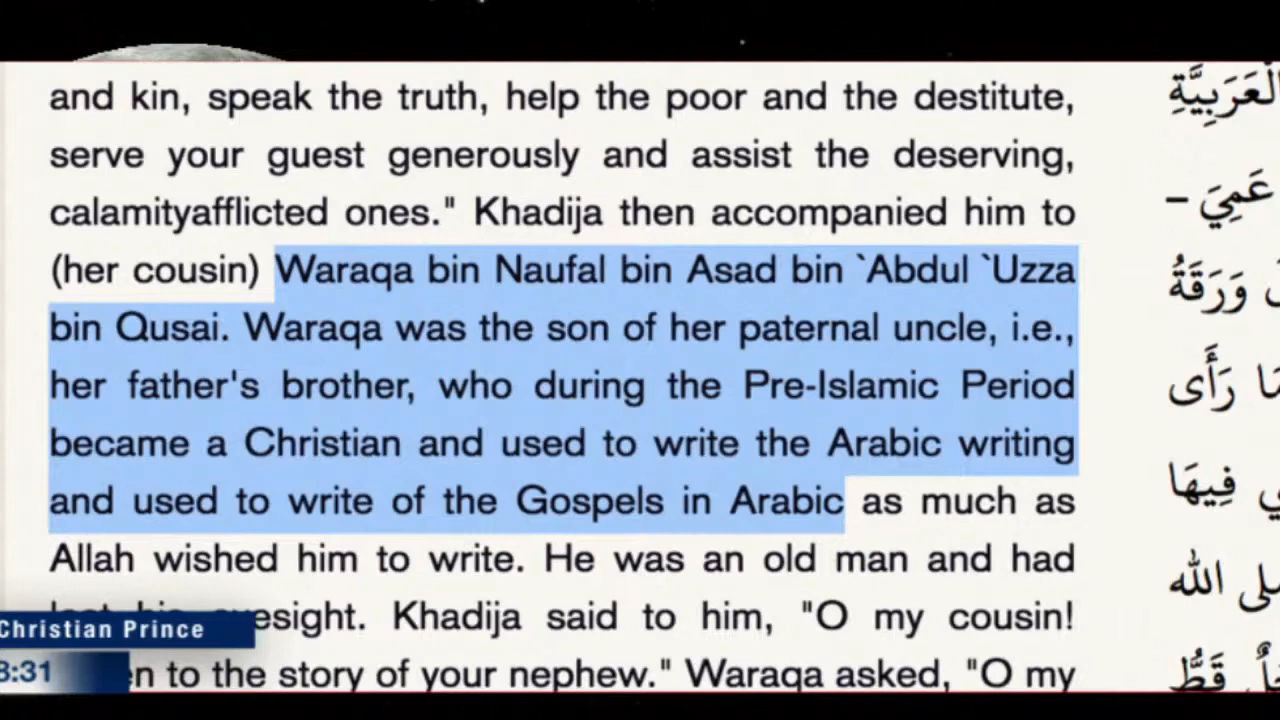 and kin, speak the truth, help the poor and the destitute,
serve your guest generously and assist the deserving,
calamityafflicted ones." Khadija then accompanied him to
(her cousin) Waraqa bin Naufal bin Asad bin `Abdul `Uzza
bin Qusai. Waraqa was the son of her paternal uncle, i.e.,
her father's brother, who during the Pre-Islamic Period
became a Christian and used to write the Arabic writing
and used to write of the Gospels in Arabic as much as
Allah wished him to write. He was an old man and had
eyesight. Khadija said to him, "O my cousin!
to the story of your nephew." Waraqa asked, "O my
الْعَرَبِيَّةِ
عَمِيَ –
وَرَقَةُ
رَأَى
فِيهَا
الله
قَطُّ
Christian Prince
8:31